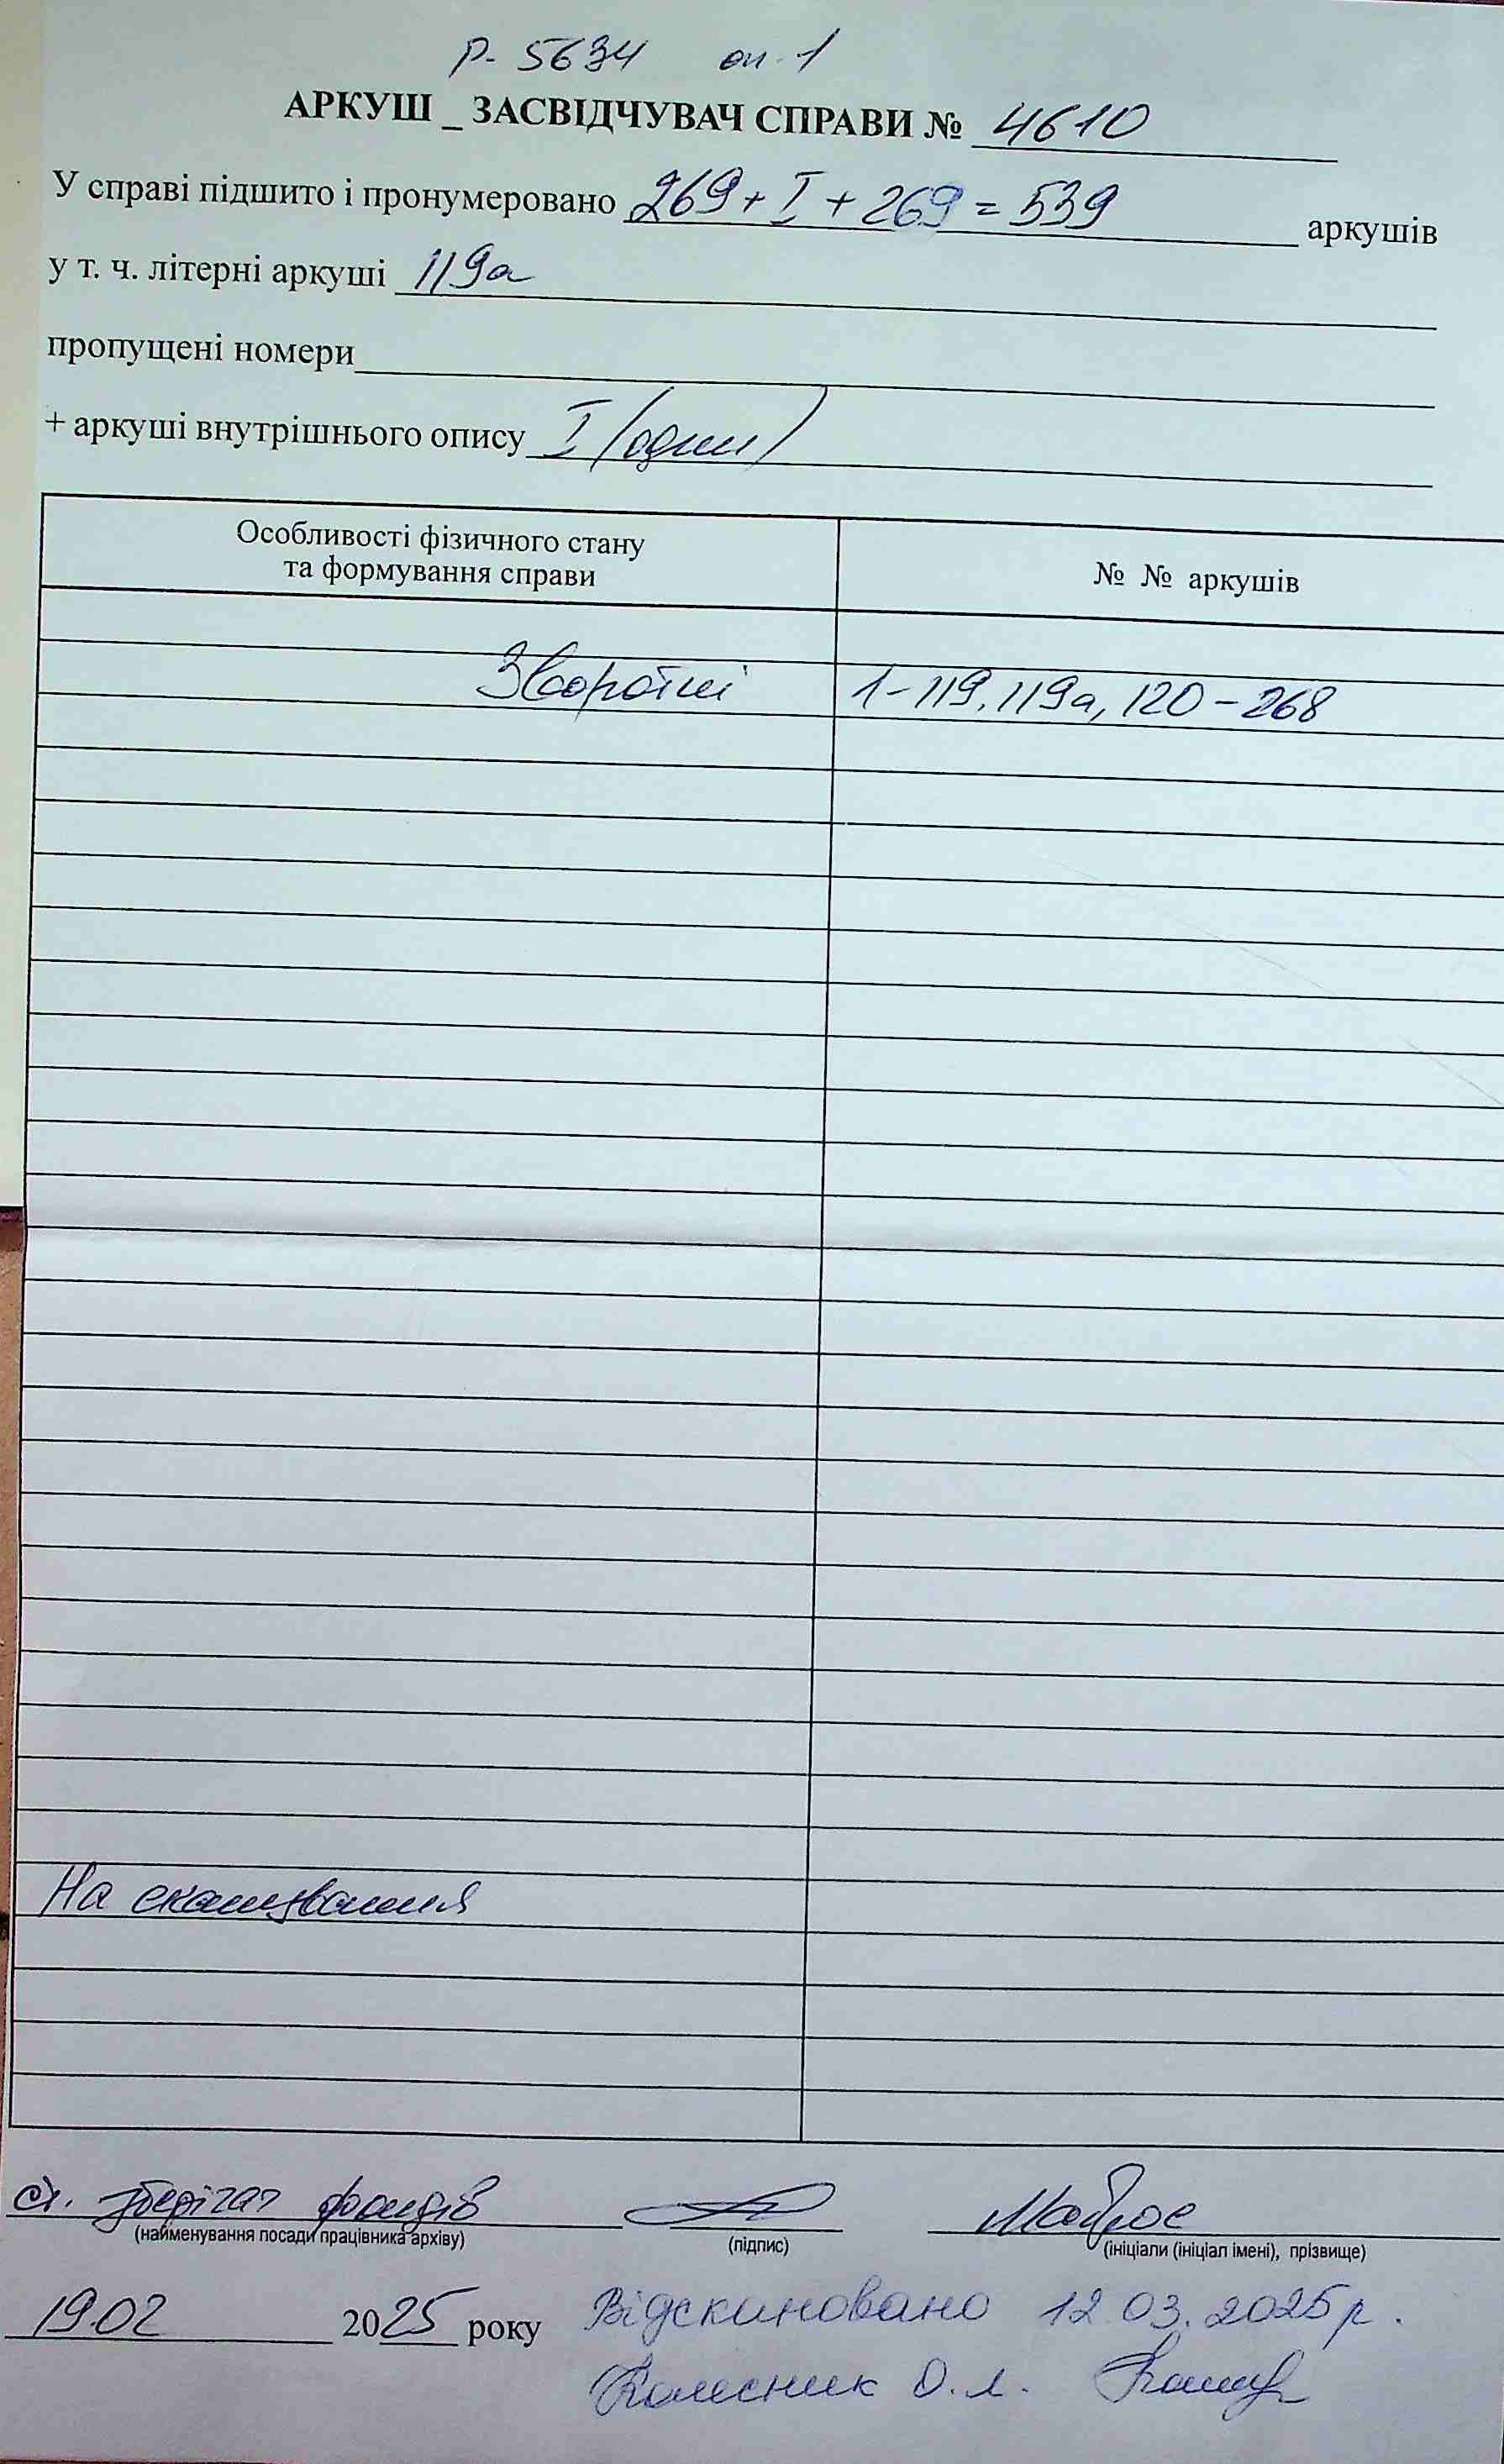 Р-5634 оп.1
АРКУШ _ ЗАСВІДЧУВАЧ СПРАВИ № 4610
У справі підшито і пронумеровано 269 + I + 269 = 539 аркушів
у т. ч. літерні аркуші 119а
пропущені номери
+ аркуші внутрішнього опису I (один)
Особливості фізичного стану
та формування справи
№ № аркушів
Зворотні 1-119, 119а, 120-268
На сканування
ст. зберігач фондів
(найменування посади працівника архіву) (підпис) (ініціали (ініціал імені), прізвище)
19.02 2025 року Відскановано 12.03.2025р.
Колесник О.Л.